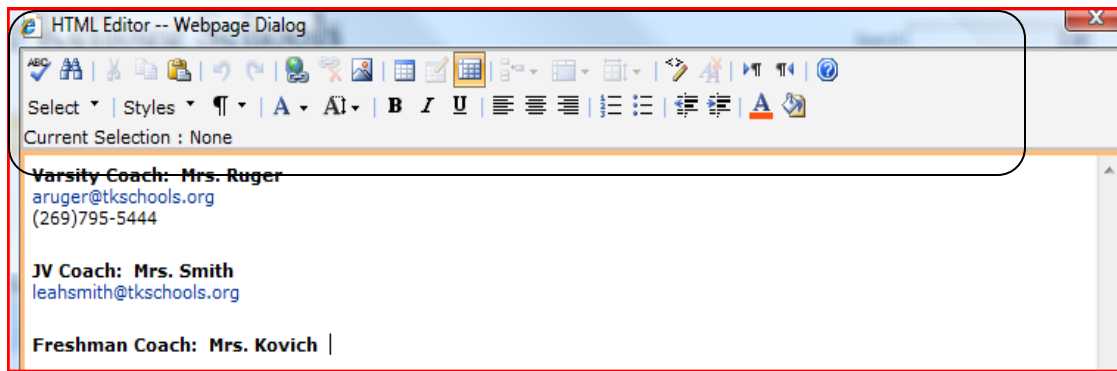 HTML Editor -- Webpage Dialog
ABC
Select | Styles ¶ | A A | B I U A
Current Selection : None
Varsity Coach: Mrs. Ruger
aruger@tkschools.org
(269)795-5444
JV Coach: Mrs. Smith
leahsmith@tkschools.org
Freshman Coach: Mrs. Kovich